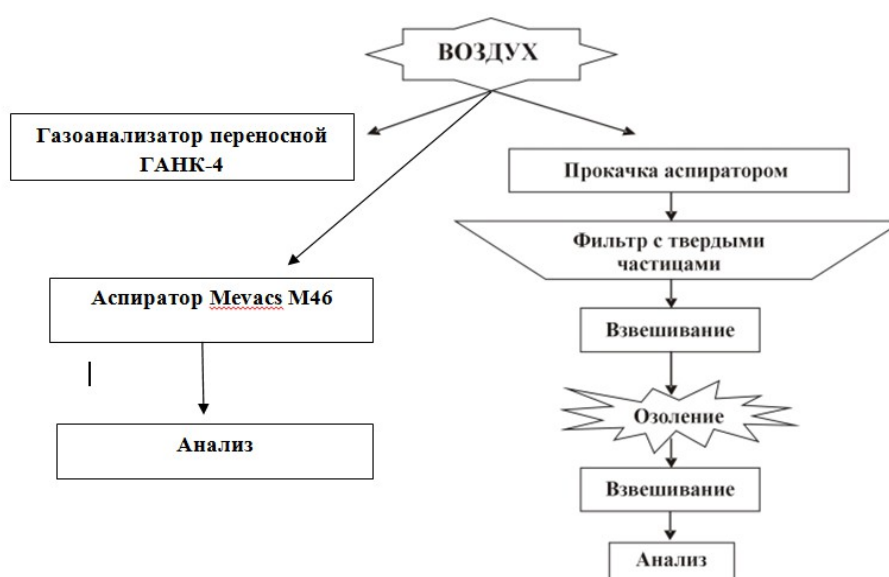 ВОЗДУХ
Газоанализатор переносной
ГАНК-4
Аспиратор Mevacs M46
Анализ
Прокачка аспиратором
Фильтр с твердыми
частицами
Взвешивание
Озоление
Взвешивание
Анализ